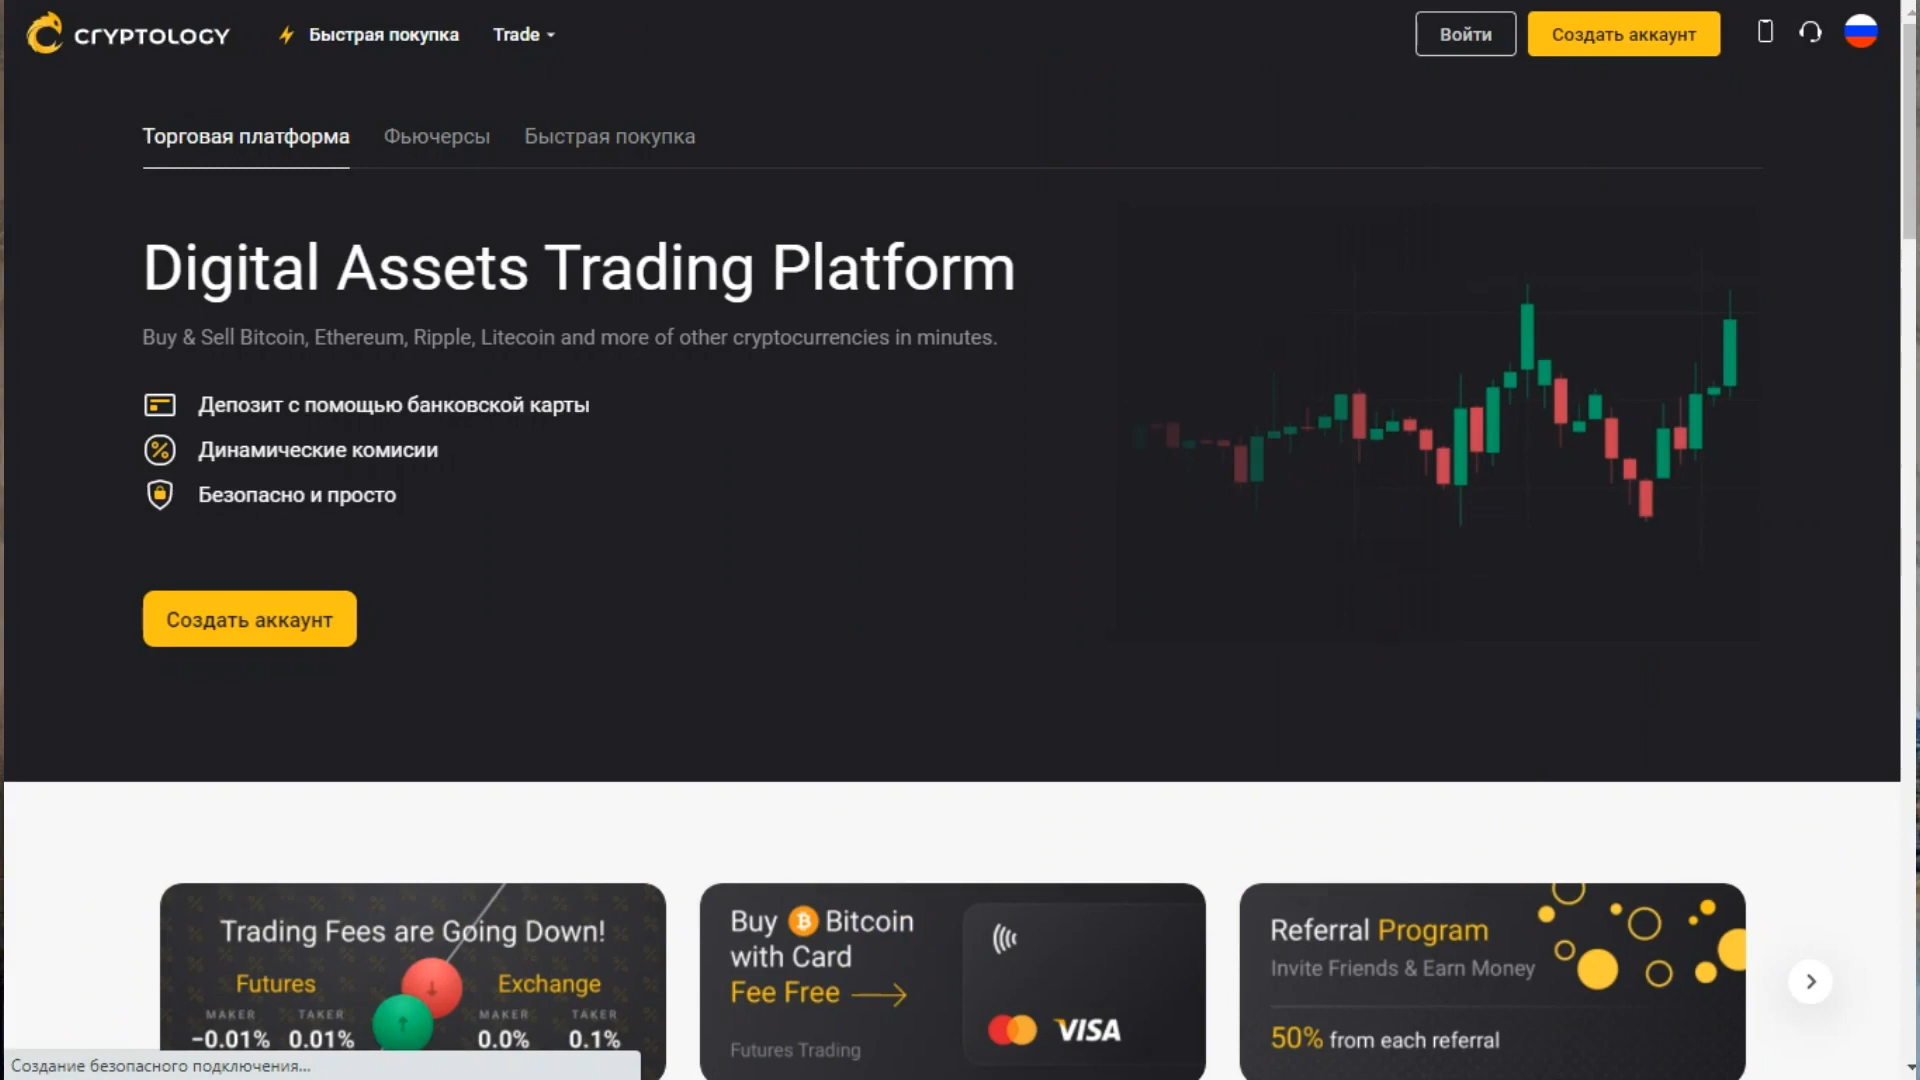 CRYPTOLOGY
Быстрая покупка
Trade
Войти
Создать аккаунт
Торговая платформа
Фьючерсы
Быстрая покупка
Digital Assets Trading Platform
Buy & Sell Bitcoin, Ethereum, Ripple, Litecoin and more of other cryptocurrencies in minutes.
Депозит с помощью банковской карты
Динамические комисии
Безопасно и просто
Создать аккаунт
Trading Fees are Going Down!
Futures
Exchange
MAKER TAKER
MAKER TAKER
−0.01% 0.01%
0.0% 0.1%
Buy Bitcoin
with Card
Fee Free
Futures Trading
VISA
Referral Program
Invite Friends & Earn Money
50% from each referral
Создание безопасного подключения...